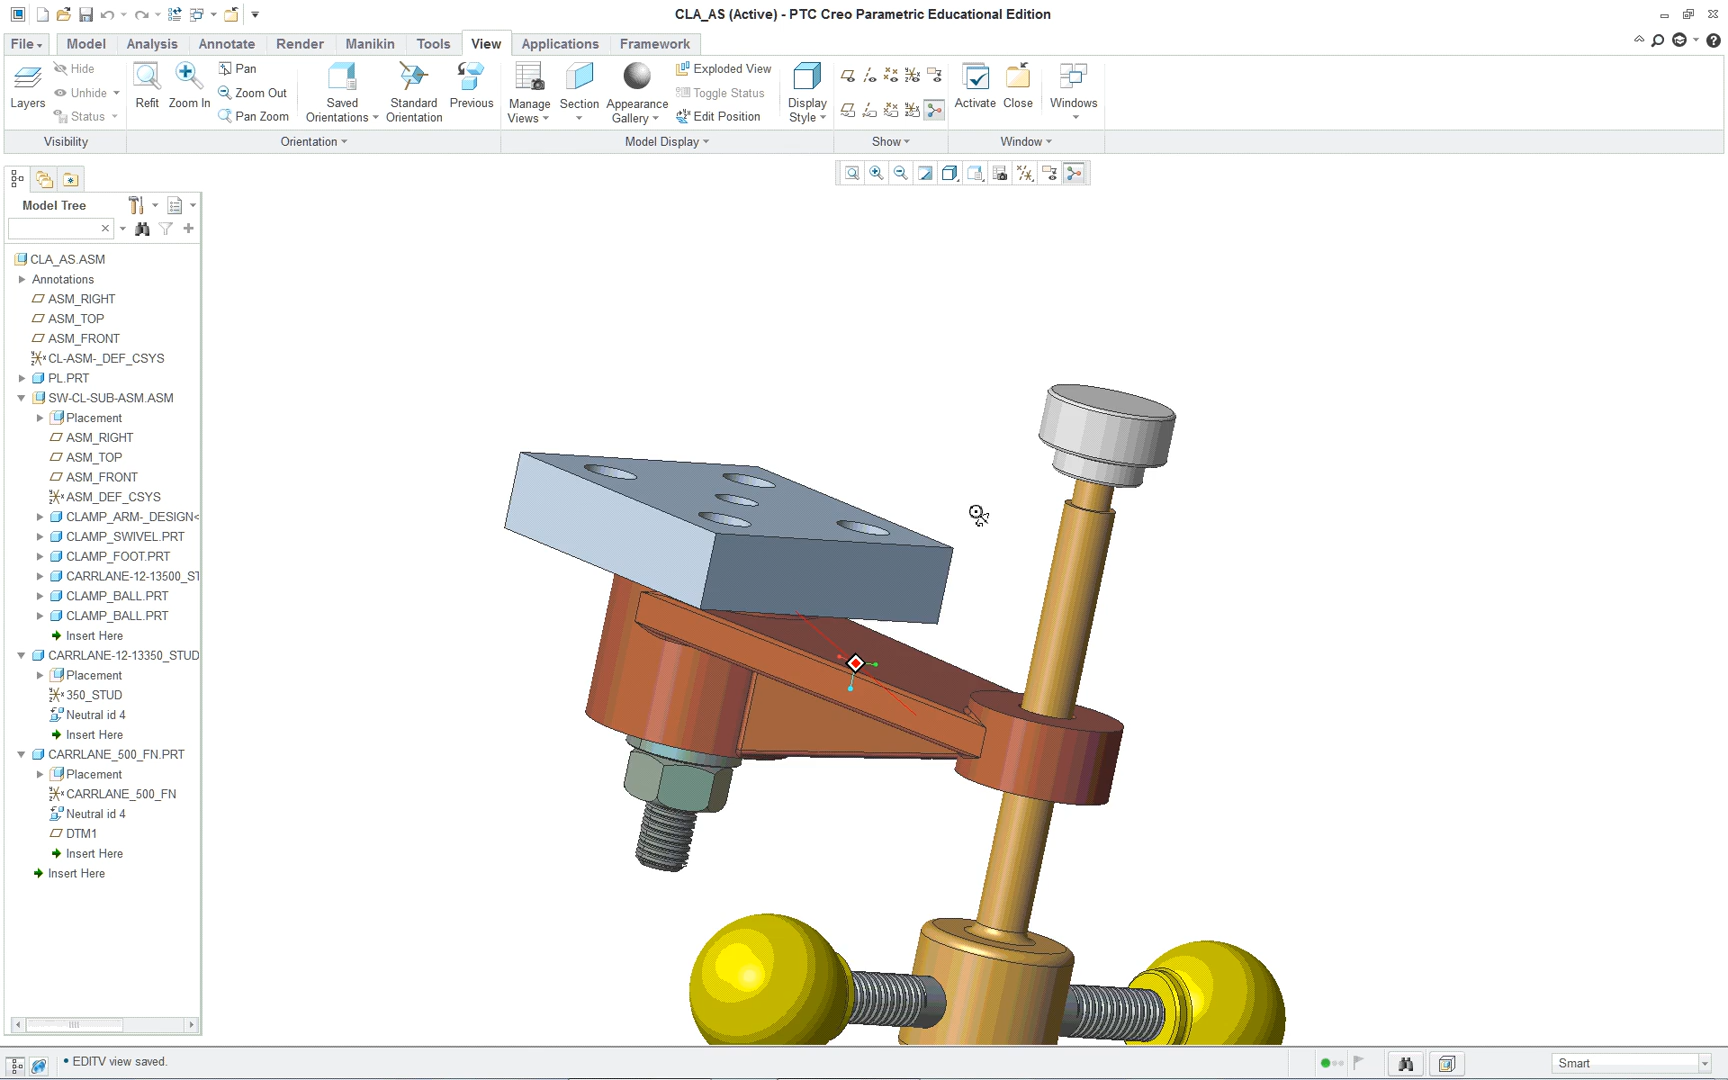 CLA_AS (Active) - PTC Creo Parametric Educational Edition
File Model Analysis Annotate Render Manikin Tools View Applications Framework
Layers
Hide
Unhide
Status
Visibility
Refit
Zoom In
Pan
Zoom Out
Pan Zoom
Saved Orientations
Standard Orientation
Previous
Orientation
Manage Views
Section
Appearance Gallery
Exploded View
Toggle Status
Edit Position
Model Display
Display Style
Show
Activate
Close
Windows
Window
Model Tree
CLA_AS.ASM
Annotations
ASM_RIGHT
ASM_TOP
ASM_FRONT
CL-ASM-_DEF_CSYS
PL.PRT
SW-CL-SUB-ASM.ASM
Placement
ASM_RIGHT
ASM_TOP
ASM_FRONT
ASM_DEF_CSYS
CLAMP_ARM-_DESIGN<
CLAMP_SWIVEL.PRT
CLAMP_FOOT.PRT
CARRLANE-12-13500_ST
CLAMP_BALL.PRT
CLAMP_BALL.PRT
Insert Here
CARRLANE-12-13350_STUD
Placement
350_STUD
Neutral id 4
Insert Here
CARRLANE_500_FN.PRT
Placement
CARRLANE_500_FN
Neutral id 4
DTM1
Insert Here
Insert Here
• EDITV view saved.
Smart